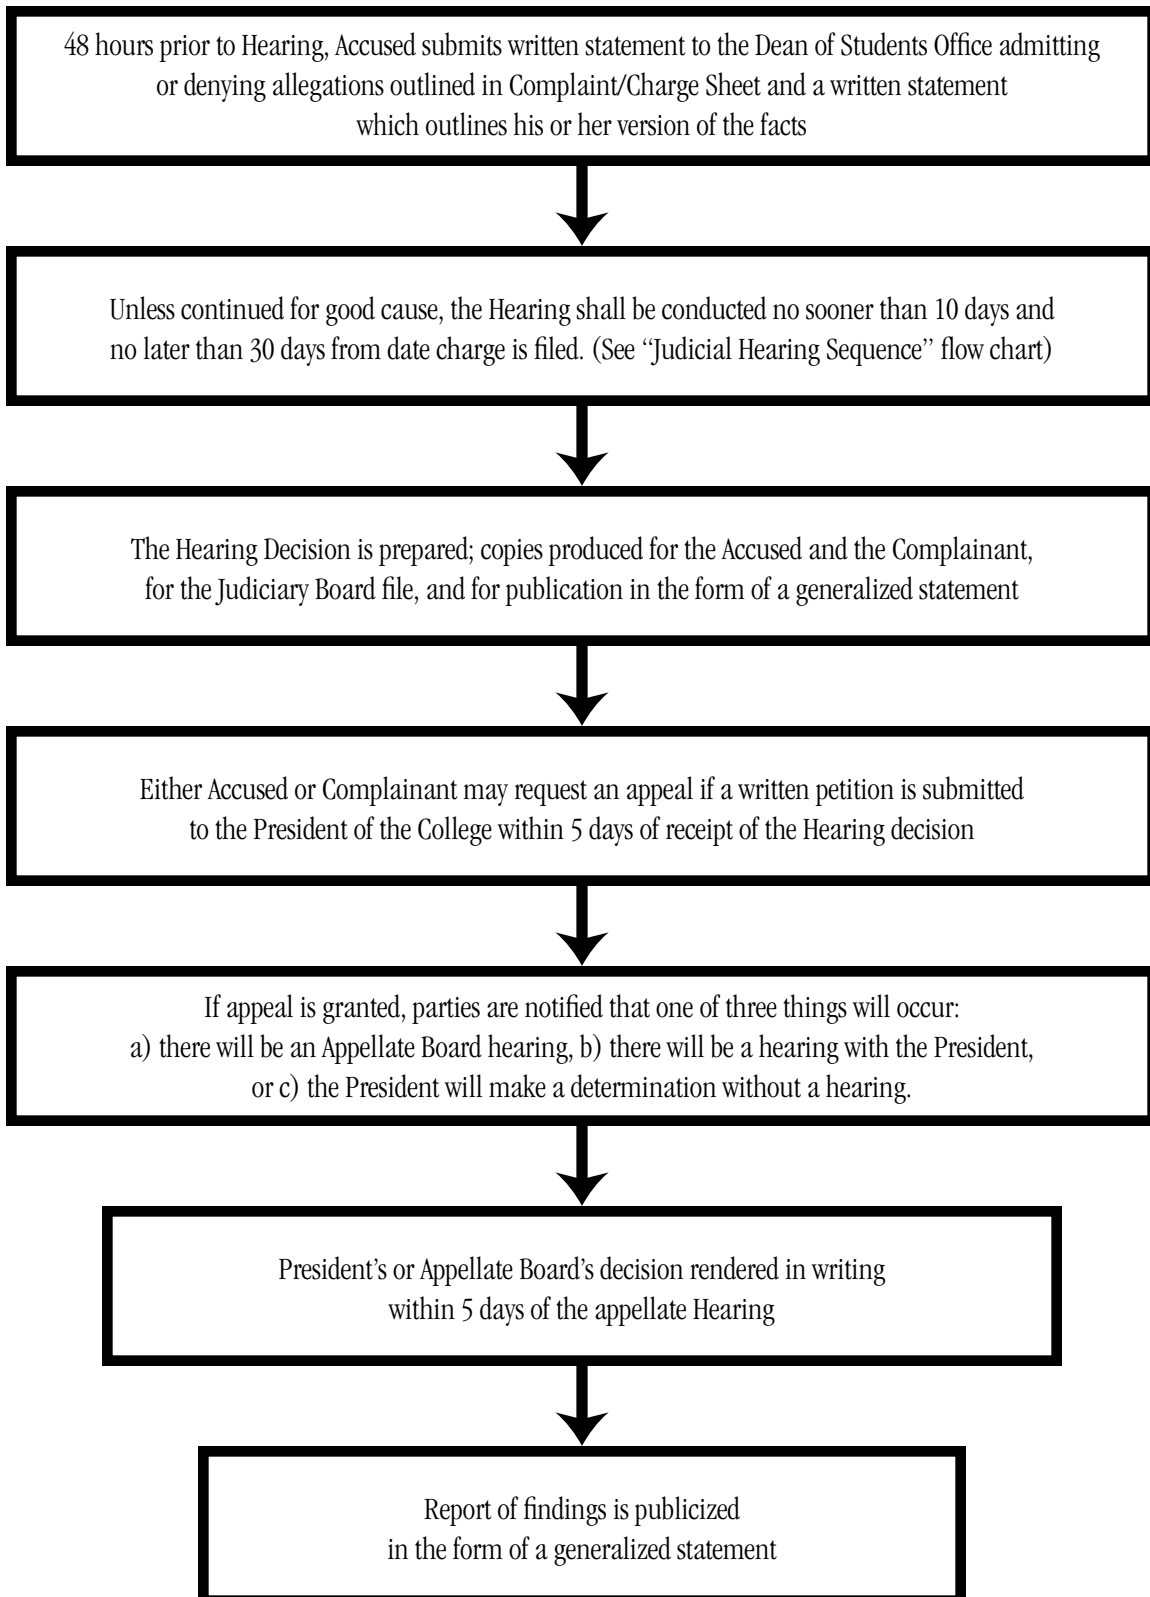 48 hours prior to Hearing, Accused submits written statement to the Dean of Students Office admitting
or denying allegations outlined in Complaint/Charge Sheet and a written statement
which outlines his or her version of the facts
Unless continued for good cause, the Hearing shall be conducted no sooner than 10 days and
no later than 30 days from date charge is filed. (See “Judicial Hearing Sequence” flow chart)
The Hearing Decision is prepared; copies produced for the Accused and the Complainant,
for the Judiciary Board file, and for publication in the form of a generalized statement
Either Accused or Complainant may request an appeal if a written petition is submitted
to the President of the College within 5 days of receipt of the Hearing decision
If appeal is granted, parties are notified that one of three things will occur:
a) there will be an Appellate Board hearing, b) there will be a hearing with the President,
or c) the President will make a determination without a hearing.
President’s or Appellate Board’s decision rendered in writing
within 5 days of the appellate Hearing
Report of findings is publicized
in the form of a generalized statement